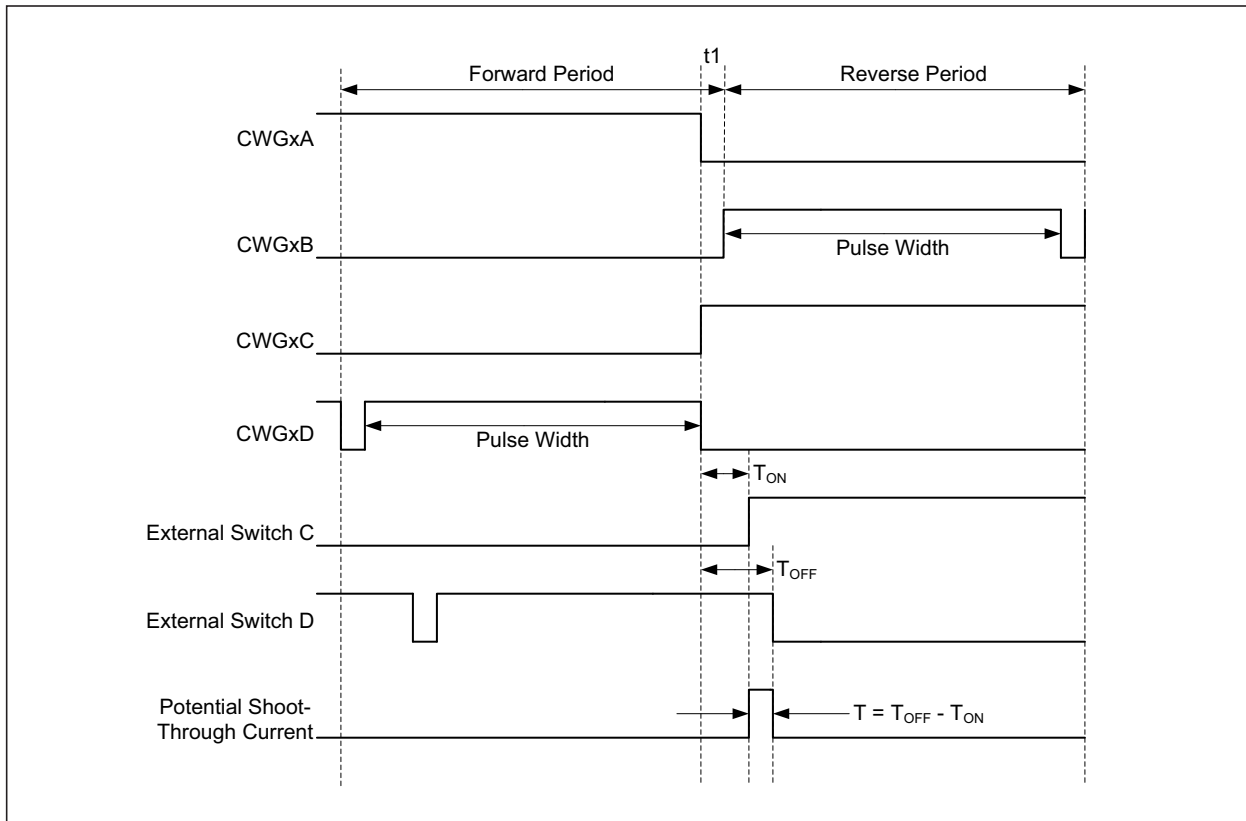 t1
Forward Period
Reverse Period
CWGxA
CWGxB
Pulse Width
CWGxC
CWGxD
Pulse Width
TON
External Switch C
TOFF
External Switch D
Potential Shoot-
Through Current
T = TOFF - TON